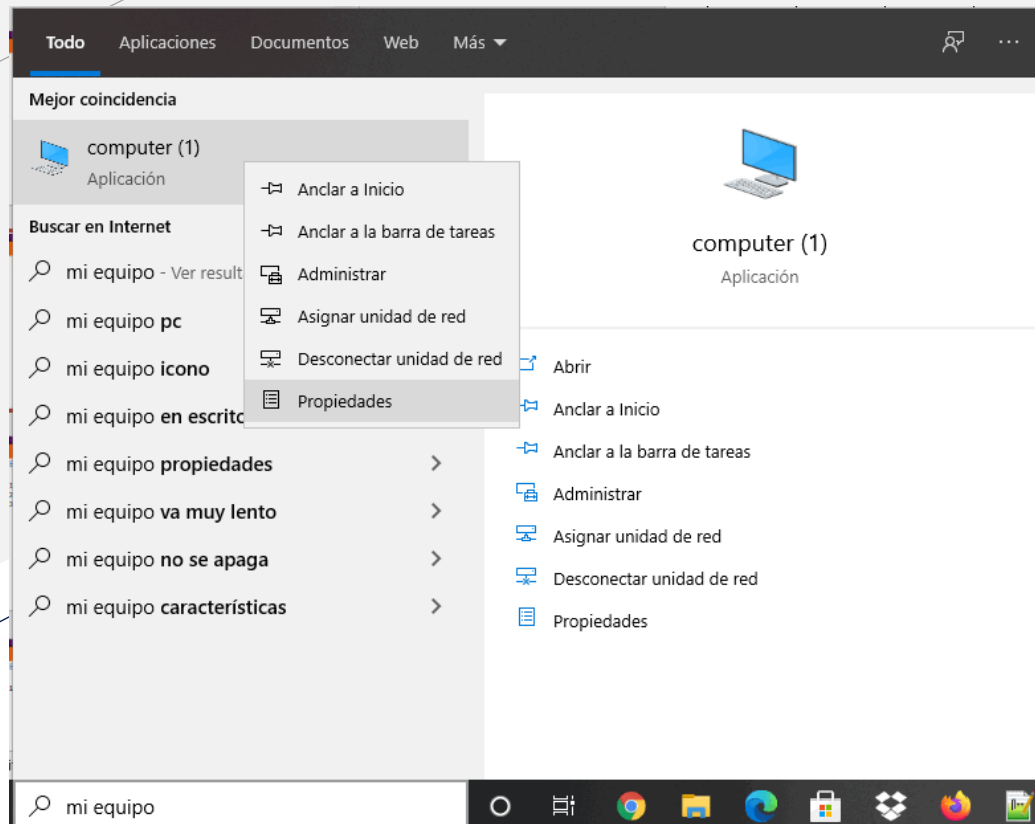 Todo Aplicaciones Documentos Web Más
Mejor coincidencia
computer (1)
Aplicación
Buscar en Internet
mi equipo - Ver result
mi equipo pc
mi equipo icono
mi equipo en escrito
mi equipo propiedades
mi equipo va muy lento
mi equipo no se apaga
mi equipo características
Anclar a Inicio
Anclar a la barra de tareas
Administrar
Asignar unidad de red
Desconectar unidad de red
Propiedades
computer (1)
Aplicación
Abrir
Anclar a Inicio
Anclar a la barra de tareas
Administrar
Asignar unidad de red
Desconectar unidad de red
Propiedades
mi equipo